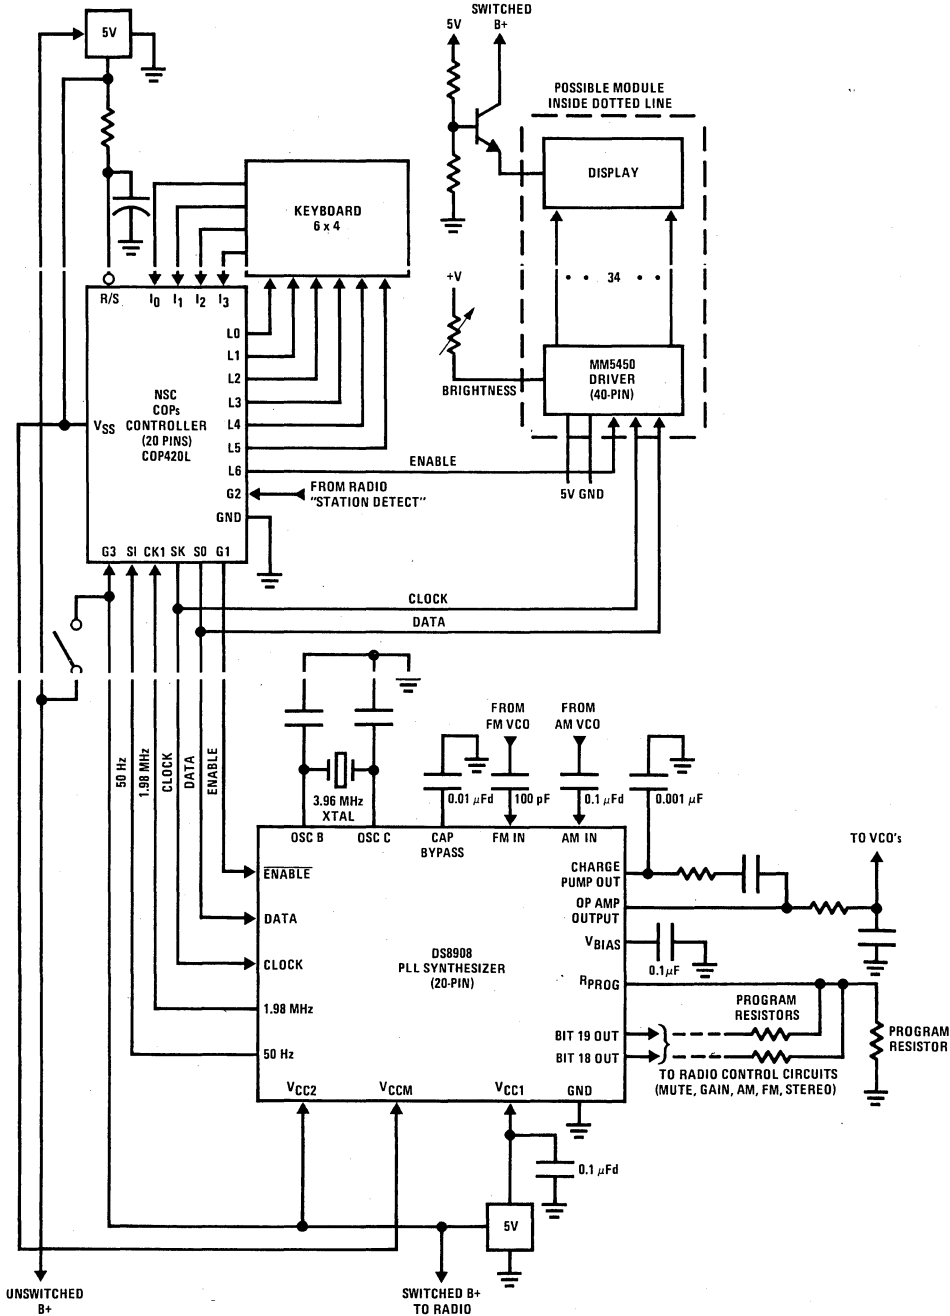 SWITCHED
B+
5V
5V
POSSIBLE MODULE
INSIDE DOTTED LINE
DISPLAY
KEYBOARD
6 x 4
34
+V
R/S
I0
I1
I2
I3
L0
L1
L2
L3
L4
L5
L6
G2
GND
NSC
COPs
CONTROLLER
(20 PINS)
COP420L
VSS
MM5450
DRIVER
(40-PIN)
BRIGHTNESS
ENABLE
5V GND
FROM RADIO
"STATION DETECT"
G3 SI CK1 SK S0 G1
CLOCK
DATA
50 Hz
1.98 MHz
CLOCK
DATA
ENABLE
FROM
FM VCO
FROM
AM VCO
3.96 MHz
XTAL
0.01 µFd
100 pF
0.1 µFd
0.001 µF
OSC B
OSC C
CAP
BYPASS
FM IN
AM IN
TO VCO's
ENABLE
DATA
CLOCK
1.98 MHz
50 Hz
DS8908
PLL SYNTHESIZER
(20-PIN)
CHARGE
PUMP OUT
OP AMP
OUTPUT
VBIAS
0.1µF
RPROG
BIT 19 OUT
BIT 18 OUT
PROGRAM
RESISTORS
PROGRAM
RESISTOR
TO RADIO CONTROL CIRCUITS
(MUTE, GAIN, AM, FM, STEREO)
VCC2
VCCM
VCC1
GND
0.1 µFd
5V
UNSWITCHED
B+
SWITCHED B+
TO RADIO